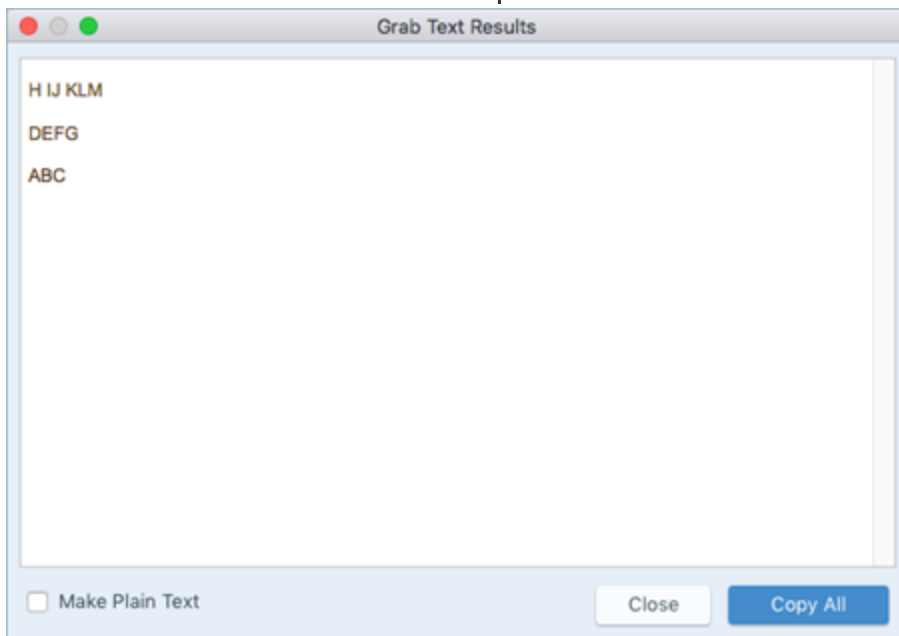 Grab Text Results
H IJ KLM
DEFG
ABC
Make Plain Text
Close
Copy All